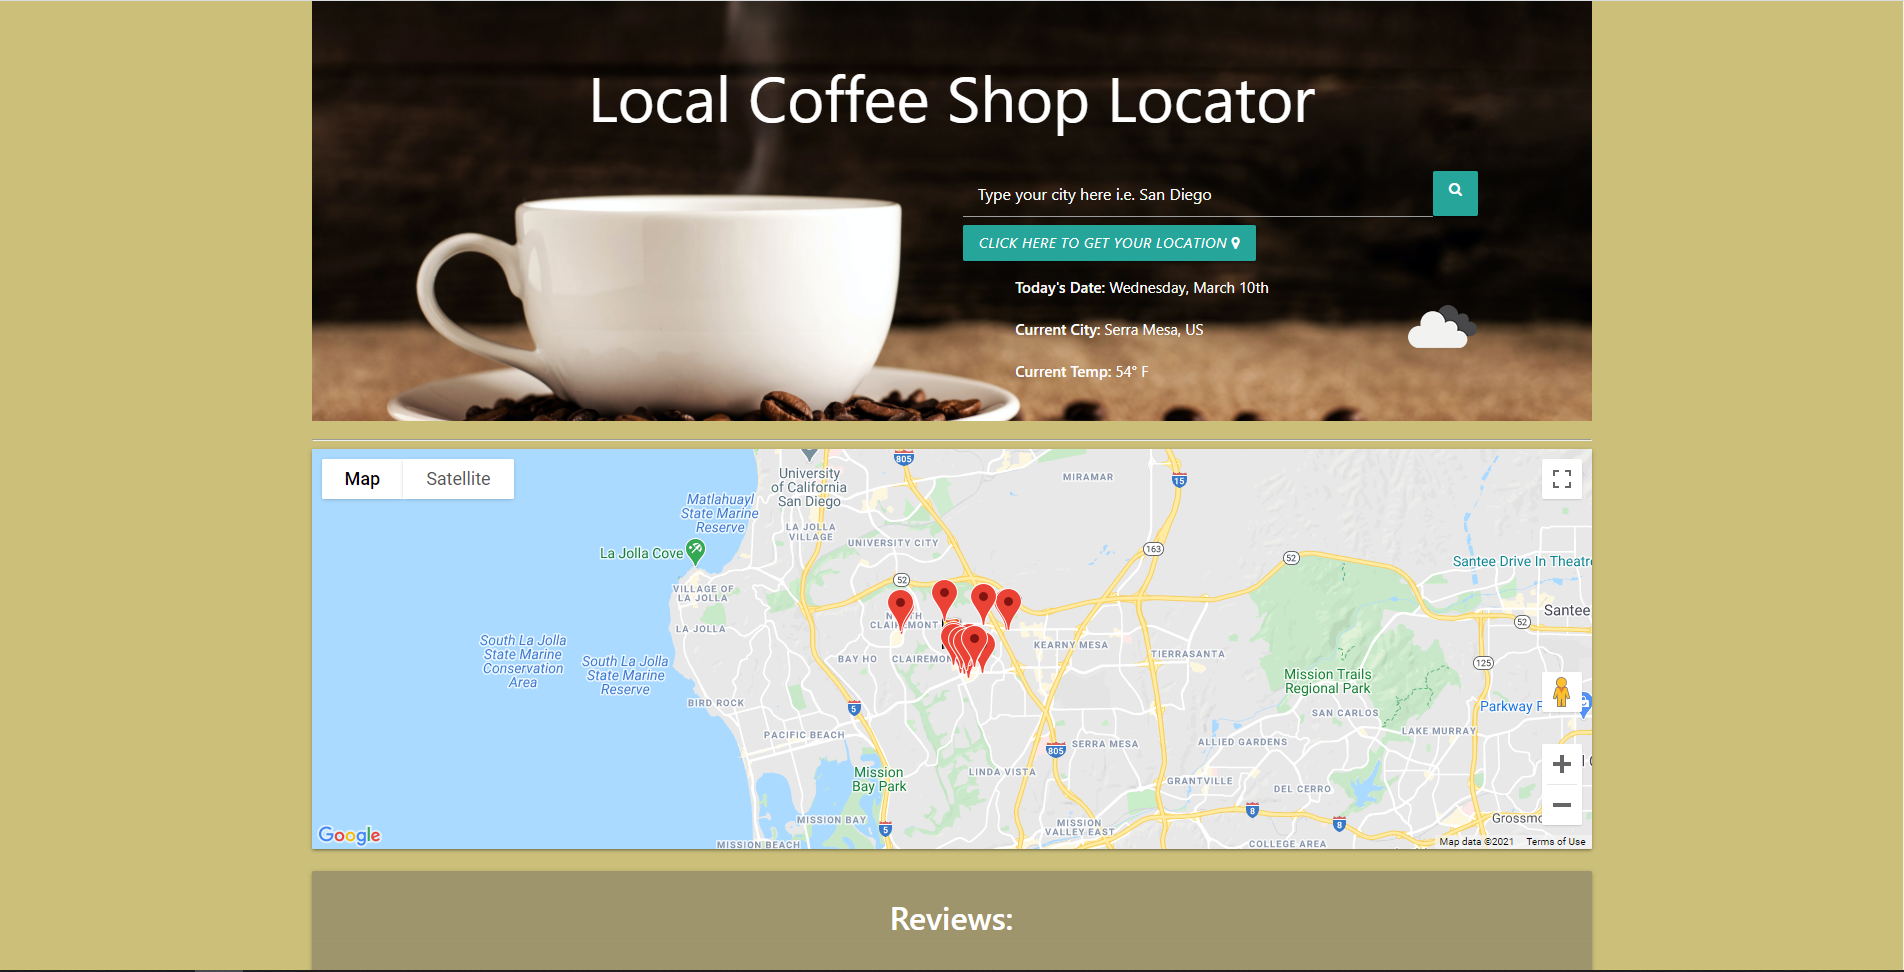 Local Coffee Shop Locator
Type your city here i.e. San Diego
CLICK HERE TO GET YOUR LOCATION
Today's Date: Wednesday, March 10th
Current City: Serra Mesa, US
Current Temp: 54° F
Map
Satellite
University
of California
San Diego
805
MIRAMAR
15
Matlahuayl
State Marine
Reserve
LA JOLLA
VILLAGE
UNIVERSITY CITY
La Jolla Cove
163
52
Santee Drive In Theatr
52
VILLAGE OF
LA JOLLA
Santee
52
CLAIREMONT
LA JOLLA
South La Jolla
State Marine
Conservation
Area
South La Jolla
State Marine
Reserve
BAY HO
CLAIREMON
KEARNY MESA
TIERRASANTA
125
Mission Trails
Regional Park
BIRD ROCK
5
SAN CARLOS
Parkway
PACIFIC BEACH
805
SERRA MESA
ALLIED GARDENS
LAKE MURRAY
Mission
Bay Park
LINDA VISTA
GRANTVILLE
DEL CERRO
MISSION BAY
5
MISSION
VALLEY EAST
8
8
Grossmo
MISSION BEACH
COLLEGE AREA
Google
Map data ©2021
Terms of Use
Reviews: